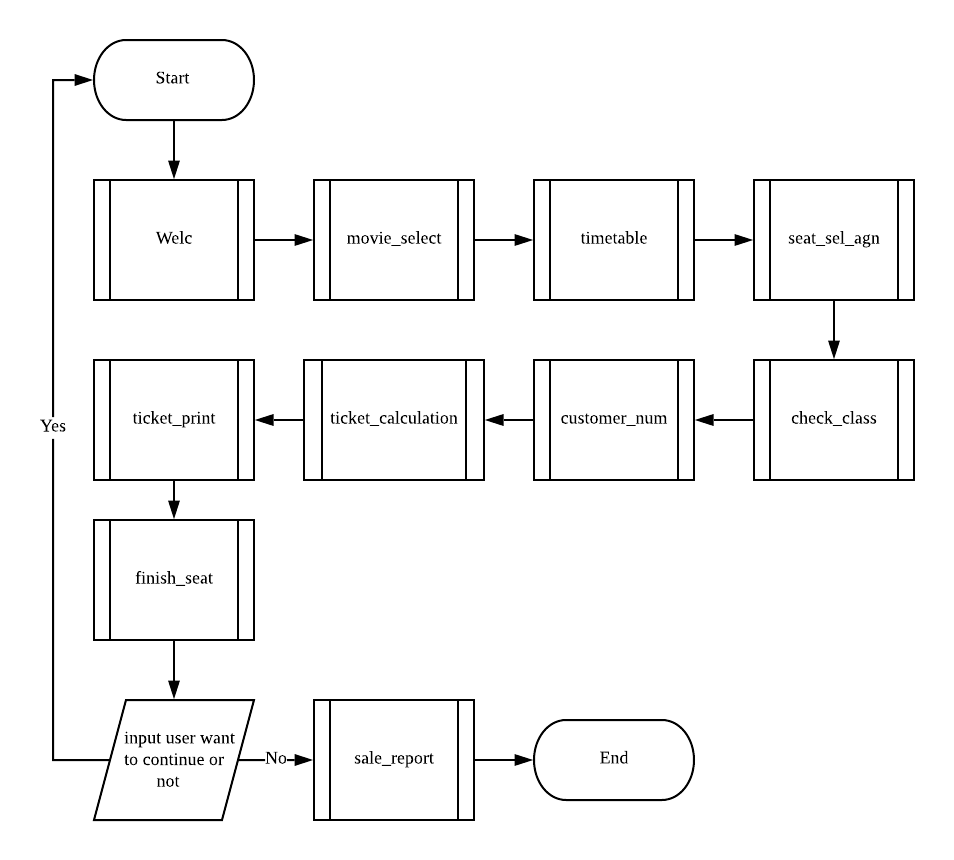 Start
Welc
movie_select
timetable
seat_sel_agn
ticket_print
ticket_calculation
customer_num
check_class
Yes
finish_seat
input user want
to continue or
not
No
sale_report
End